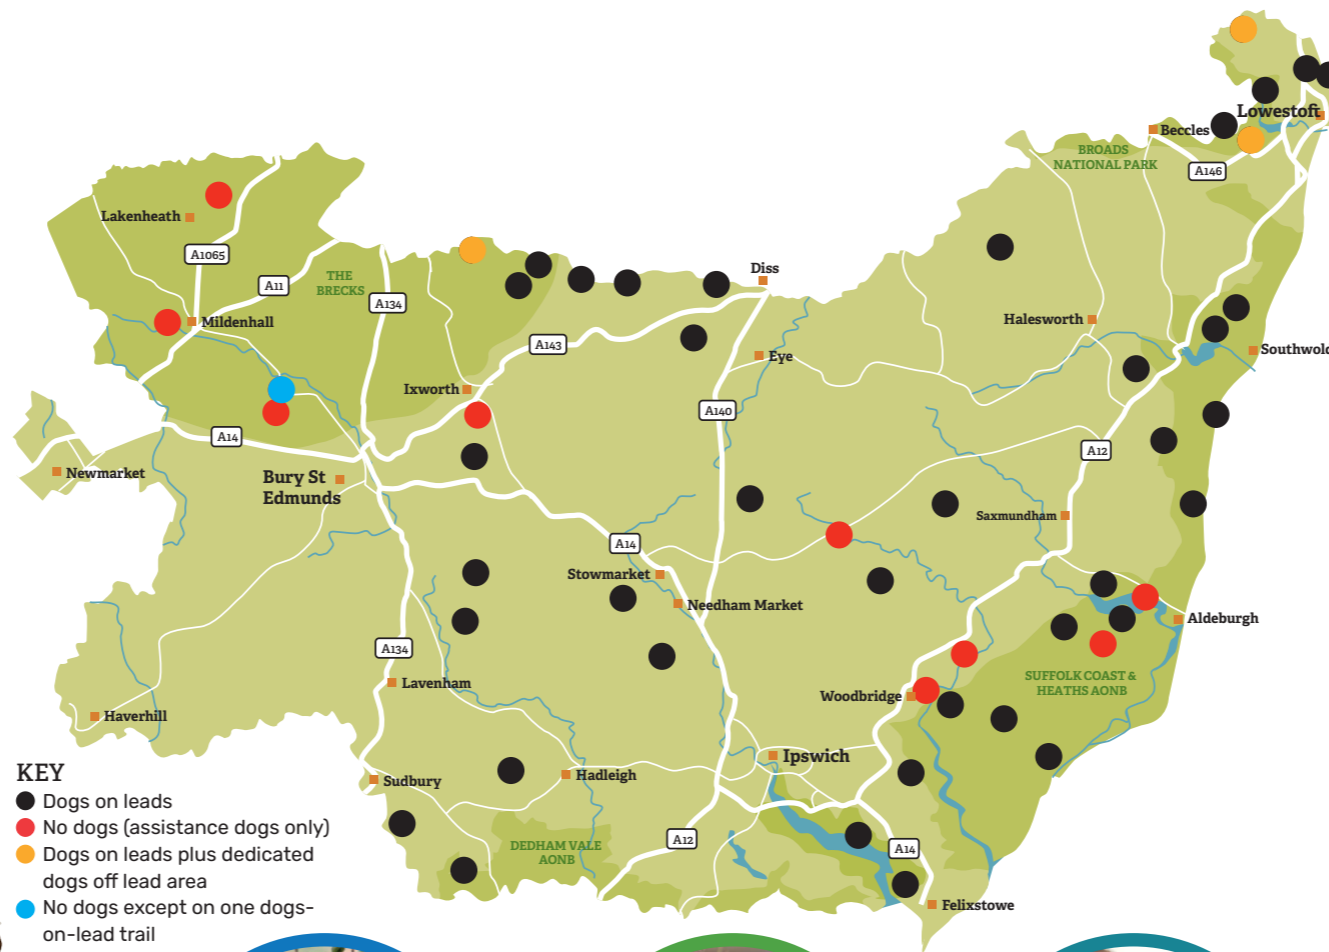 Lowestoft
Beccles
BROADS
NATIONAL PARK
A146
Lakenheath
A1065
A11
THE
BRECKS
A134
Diss
Mildenhall
Halesworth
A143
Eye
Southwold
Ixworth
A140
A14
A12
Newmarket
Bury St
Edmunds
Saxmundham
A14
Stowmarket
Needham Market
Aldeburgh
A134
Lavenham
SUFFOLK COAST &
HEATHS AONB
Woodbridge
Haverhill
Ipswich
Sudbury
Hadleigh
DEDHAM VALE
AONB
A12
A14
Felixstowe
KEY
Dogs on leads
No dogs (assistance dogs only)
Dogs on leads plus dedicated
dogs off lead area
No dogs except on one dogs-
on-lead trail